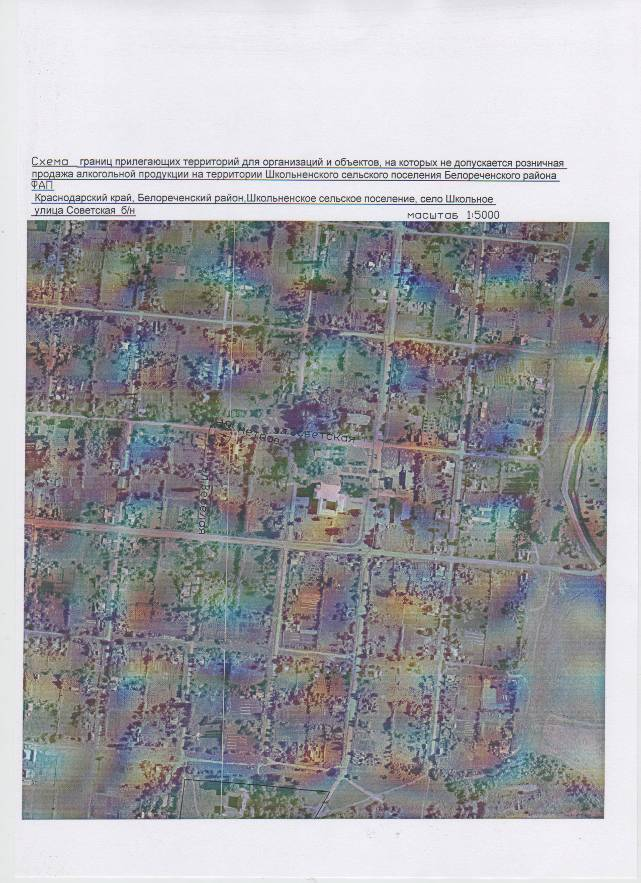 Схема границ прилегающих территорий для организаций и объектов, на которых не допускается розничная
продажа алкогольной продукции на территории Школьненского сельского поселения Белореченского района
ФАП
Краснодарский край, Белореченский район,Школьненское сельское поселение, село Школьное
улица Советская б/н
масштаб 1:5000
Советская